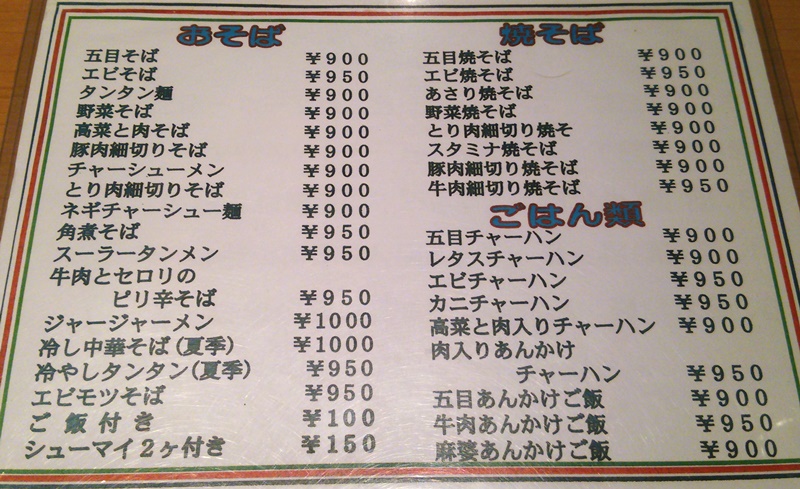 おそば
五目そば ￥900
エビそば ￥950
タンタン麺 ￥900
野菜そば ￥900
高菜と肉そば ￥900
豚肉細切りそば ￥900
チャーシューメン ￥900
とり肉細切りそば ￥900
ネギチャーシュー麺 ￥900
角煮そば ￥950
スーラータンメン ￥950
牛肉とセロリの
ピリ辛そば ￥950
ジャージャーメン ￥1000
冷し中華そば(夏季) ￥1000
冷やしタンタン(夏季) ￥950
エビモツそば ￥950
ご飯付き ￥100
シューマイ2ヶ付き ￥150
焼そば
五目焼そば ￥900
エビ焼そば ￥950
あさり焼そば ￥900
野菜焼そば ￥900
とり肉細切り焼そ ￥900
スタミナ焼そば ￥900
豚肉細切り焼そば ￥900
牛肉細切り焼そば ￥950
ごはん類
五目チャーハン ￥900
レタスチャーハン ￥900
エビチャーハン ￥950
カニチャーハン ￥950
高菜と肉入りチャーハン ￥900
肉入りあんかけ
チャーハン ￥950
五目あんかけご飯 ￥900
牛肉あんかけご飯 ￥950
麻婆あんかけご飯 ￥900